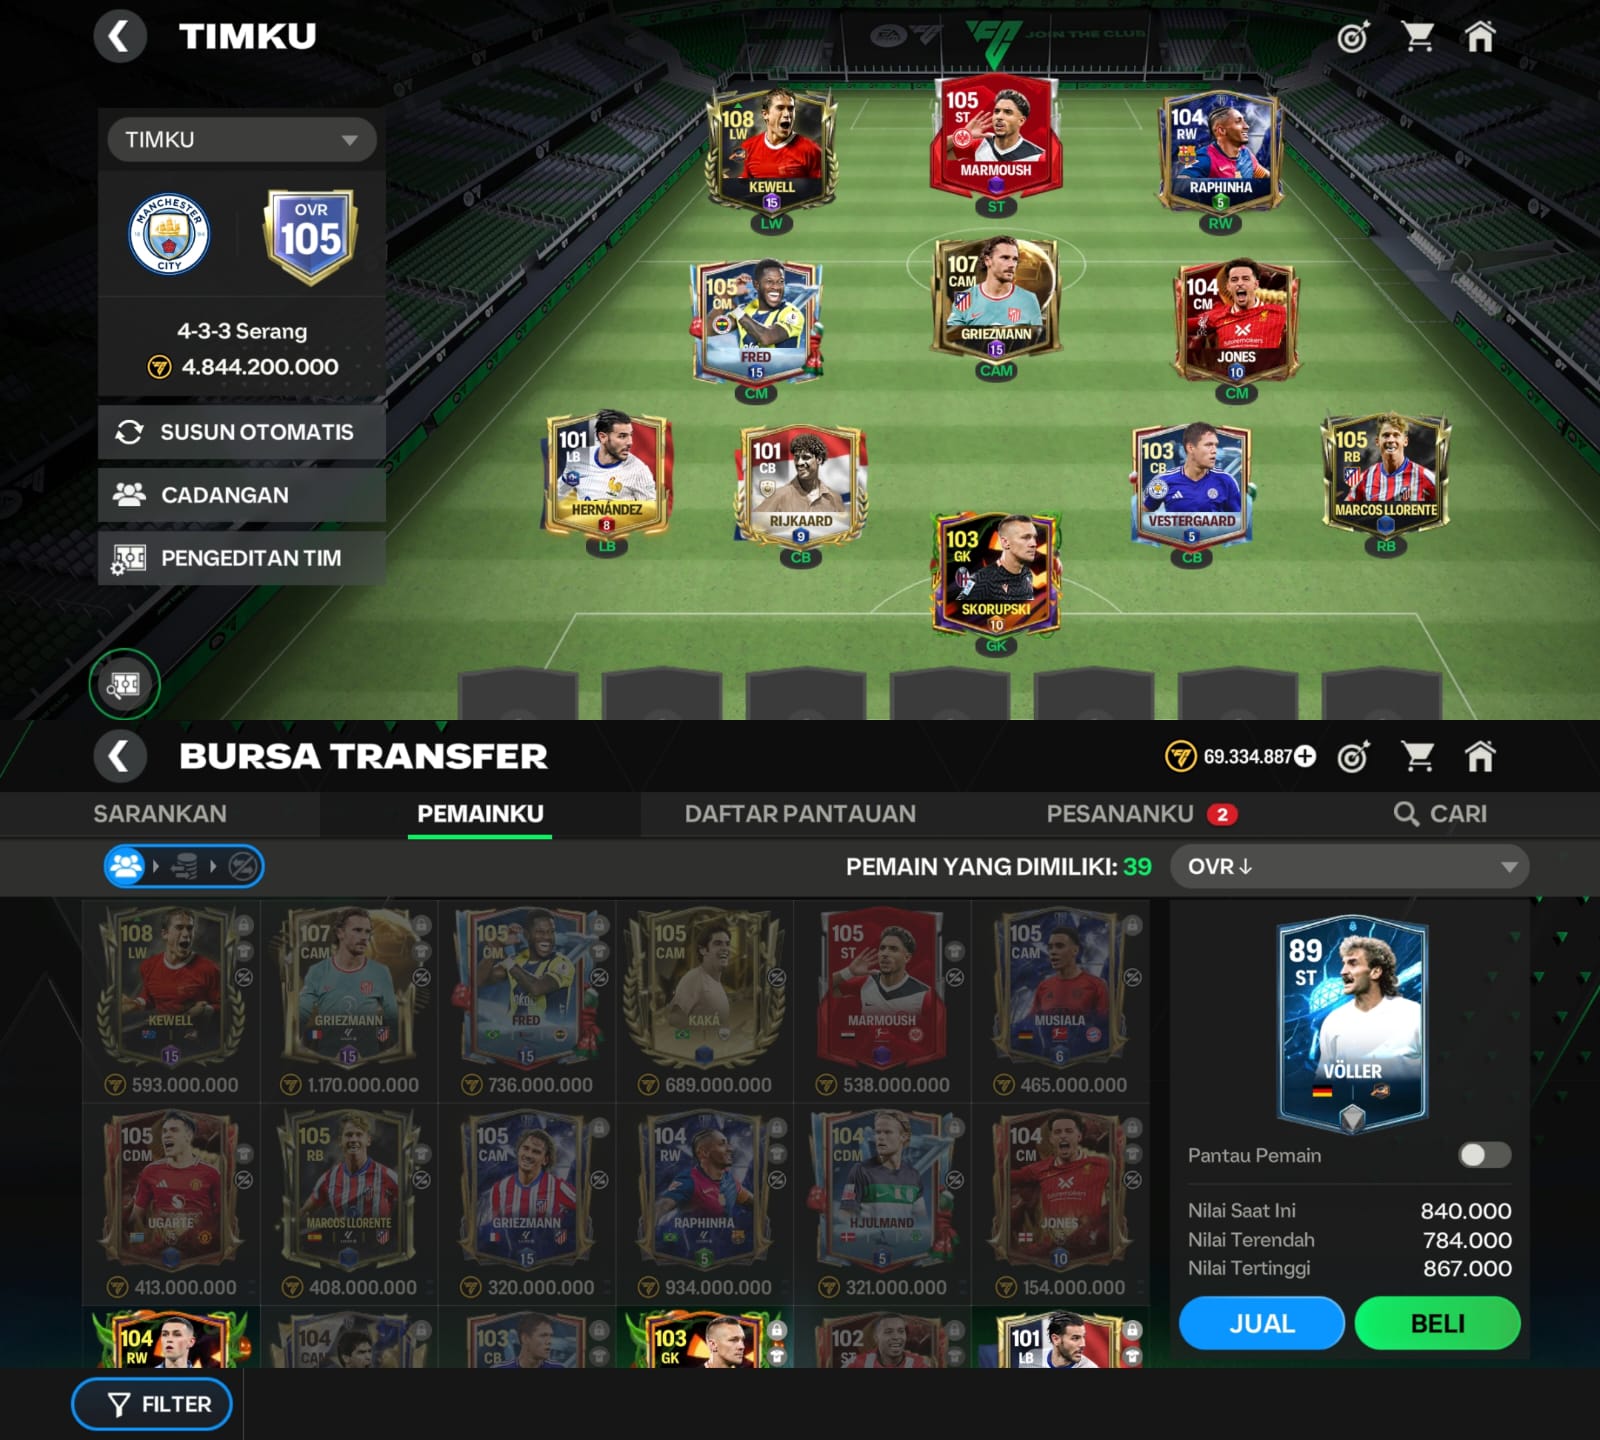 TIMKU
JOIN THE CLUB
TIMKU
MANCHESTER
CITY
OVR
105
4-3-3 Serang
4.844.200.000
SUSUN OTOMATIS
CADANGAN
PENGEDITAN TIM
108
LW
KEWELL
15
LW
105
ST
MARMOUSH
ST
104
RW
RAPHINHA
5
RW
105
CM
FRED
15
CM
107
CAM
GRIEZMANN
15
CAM
104
CM
JONES
10
CM
101
LB
HERNÁNDEZ
8
LB
101
CB
RIJKAARD
9
CB
103
GK
SKORUPSKI
10
GK
103
CB
VESTERGAARD
5
CB
105
RB
MARCOS LLORENTE
RB
BURSA TRANSFER
69.334.887
SARANKAN
PEMAINKU
DAFTAR PANTAUAN
PESANANKU 2
CARI
PEMAIN YANG DIMILIKI: 39
OVR ↓
108
LW
KEWELL
15
593.000.000
107
CAM
GRIEZMANN
15
1.170.000.000
105
CM
FRED
15
736.000.000
105
CAM
KAKÁ
689.000.000
105
ST
MARMOUSH
538.000.000
105
CAM
MUSIALA
6
465.000.000
105
CDM
UGARTE
413.000.000
105
RB
MARCOS LLORENTE
408.000.000
105
CAM
GRIEZMANN
15
320.000.000
104
RW
RAPHINHA
5
934.000.000
104
CDM
HJULMAND
5
321.000.000
104
CM
JONES
10
154.000.000
104
RW
104
CAM
103
CB
103
GK
102
ST
101
LB
89
ST
VÖLLER
Pantau Pemain
Nilai Saat Ini 840.000
Nilai Terendah 784.000
Nilai Tertinggi 867.000
JUAL
BELI
FILTER